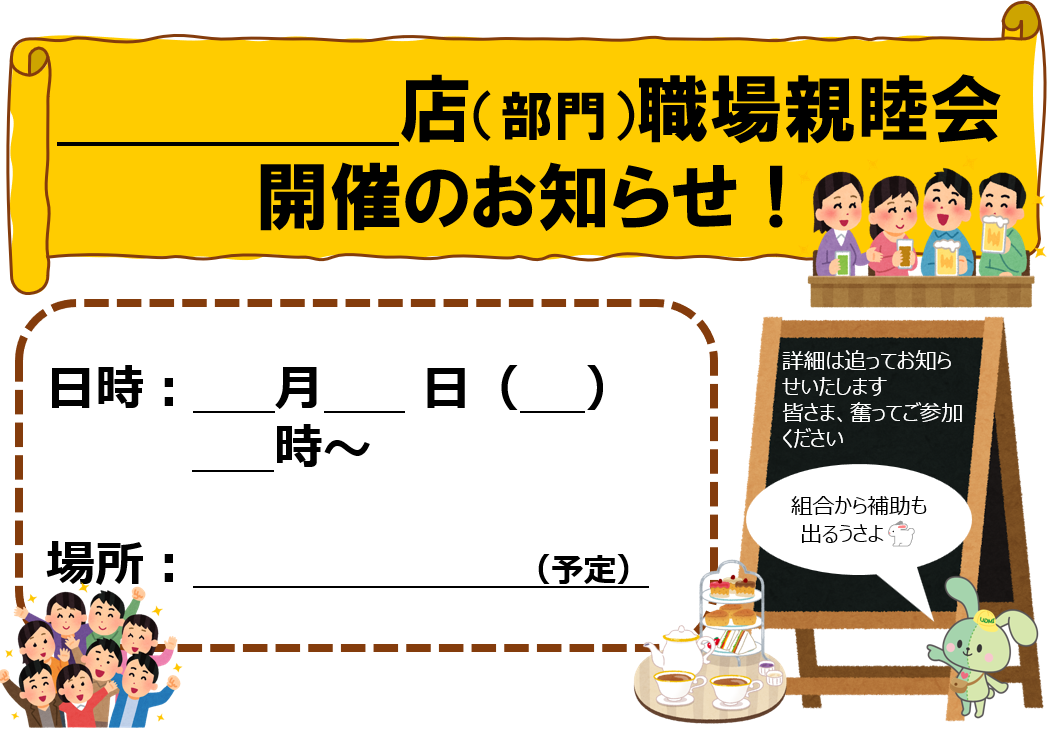 ＿＿＿＿＿店（部門）職場親睦会
開催のお知らせ！
日時：＿＿月＿＿日（＿＿）
＿＿時～
場所：＿＿＿＿＿＿＿＿（予定）
詳細は追ってお知ら
せいたします
皆さま、奮ってご参加
ください
組合から補助も
出るうさよ